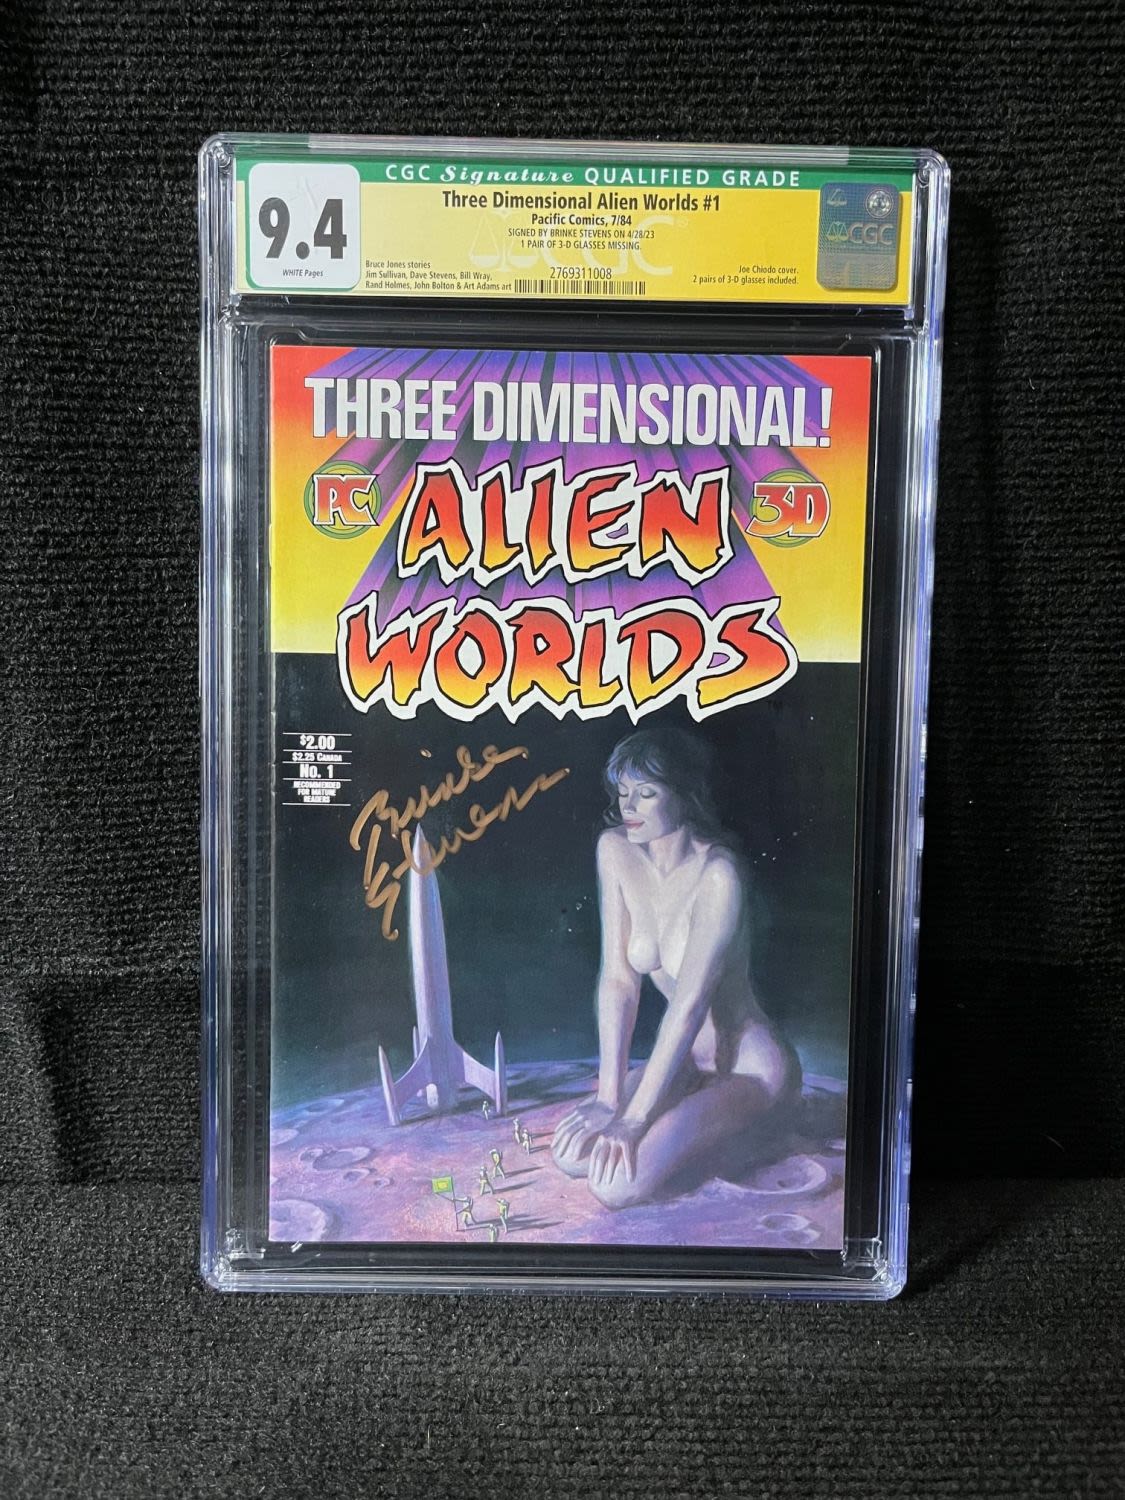 CGC Signature QUALIFIED GRADE
9.4
WHITE Pages
Three Dimensional Alien Worlds #1
Pacific Comics, 7/84
SIGNED BY BRINKE STEVENS ON 4/28/23
1 PAIR OF 3-D GLASSES MISSING.
Bruce Jones stories
Jim Sullivan, Dave Stevens, Bill Wray,
Rand Holmes, John Bolton & Art Adams art
2769311008
Joe Chiodo cover.
2 pairs of 3-D glasses included.
CGC
CGC
THREE DIMENSIONAL!
PC
3D
ALIEN
WORLDS
TM
$2.00
$2.25 CANADA
No. 1
RECOMMENDED
FOR MATURE
READERS
Brinke
Stevens